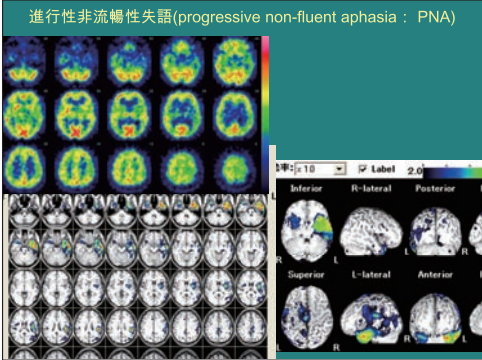 進行性非流暢性失語(progressive non-fluent aphasia： PNA)
率: x 10 Label 2.0
Inferior R-lateral Posterior
L
R L R L
Superior L-lateral Anterior
R L R L